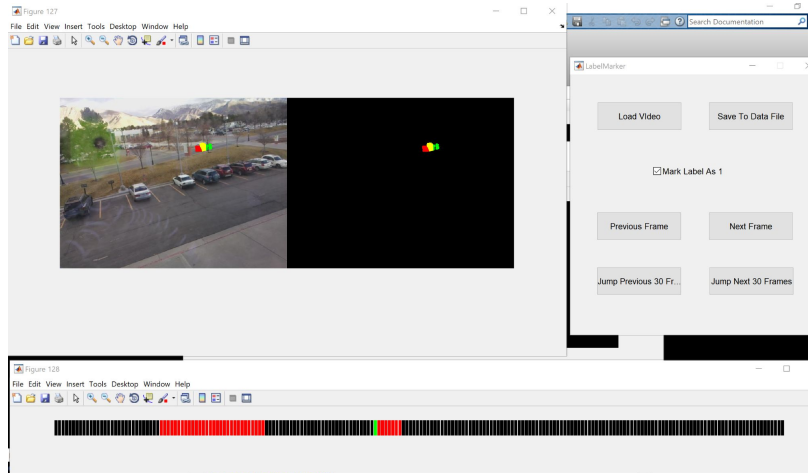 Figure 127
File Edit View Insert Tools Desktop Window Help
Search Documentation
LabelMarker
Load Video
Save To Data File
Mark Label As 1
Previous Frame
Next Frame
Jump Previous 30 Fr...
Jump Next 30 Frames
Figure 128
File Edit View Insert Tools Desktop Window Help